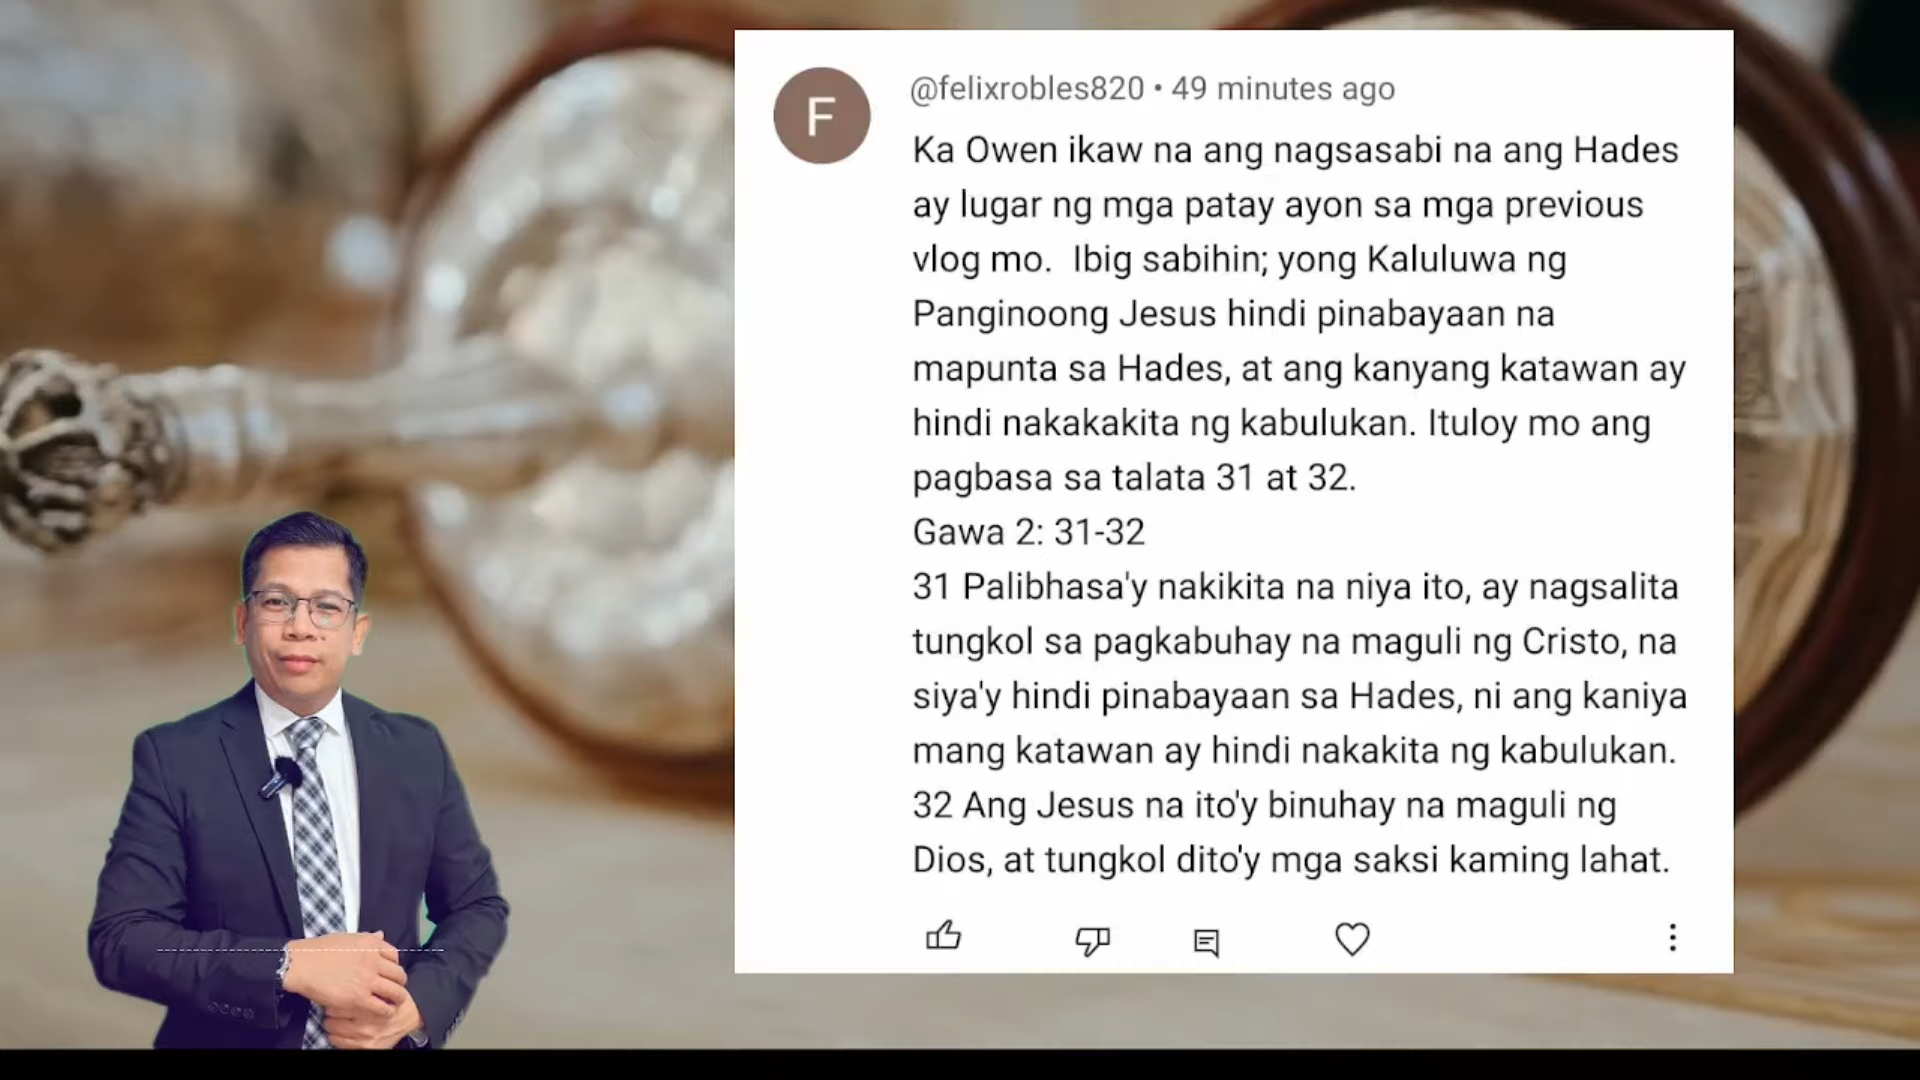 F
@felixrobles820 • 49 minutes ago
Ka Owen ikaw na ang nagsasabi na ang Hades
ay lugar ng mga patay ayon sa mga previous
vlog mo.  Ibig sabihin; yong Kaluluwa ng
Panginoong Jesus hindi pinabayaan na
mapunta sa Hades, at ang kanyang katawan ay
hindi nakakakita ng kabulukan. Ituloy mo ang
pagbasa sa talata 31 at 32.
Gawa 2: 31-32
31 Palibhasa'y nakikita na niya ito, ay nagsalita
tungkol sa pagkabuhay na maguli ng Cristo, na
siya'y hindi pinabayaan sa Hades, ni ang kaniya
mang katawan ay hindi nakakita ng kabulukan.
32 Ang Jesus na ito'y binuhay na maguli ng
Dios, at tungkol dito'y mga saksi kaming lahat.